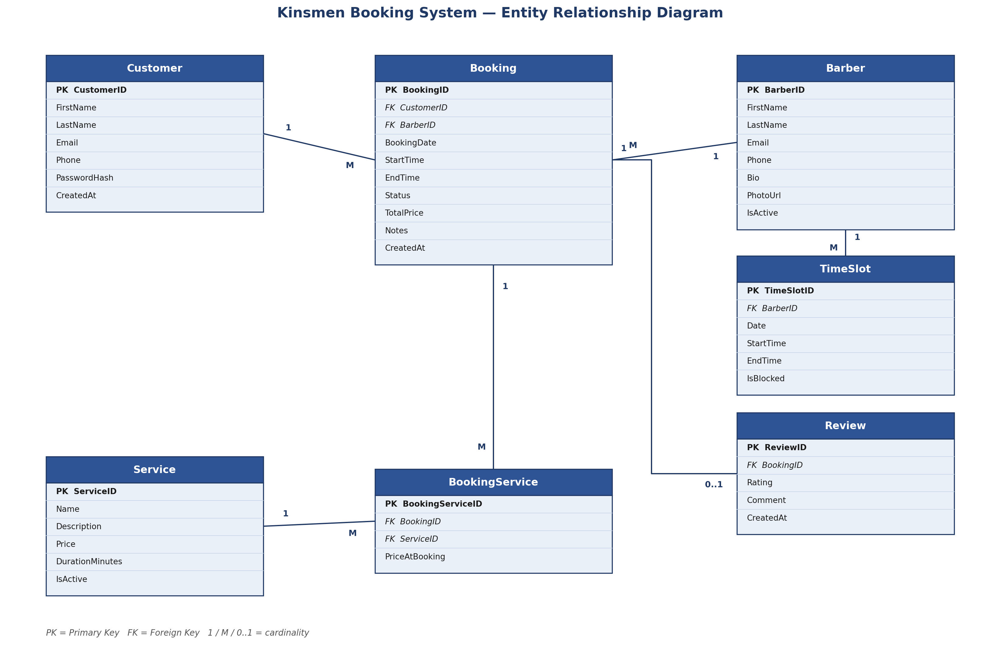 Kinsmen Booking System — Entity Relationship Diagram
Customer
PK  CustomerID
FirstName
LastName
Email
Phone
PasswordHash
CreatedAt
1
M
Booking
PK  BookingID
FK  CustomerID
FK  BarberID
BookingDate
StartTime
EndTime
Status
TotalPrice
Notes
CreatedAt
1 M
1
Barber
PK  BarberID
FirstName
LastName
Email
Phone
Bio
PhotoUrl
IsActive
1
M
TimeSlot
PK  TimeSlotID
FK  BarberID
Date
StartTime
EndTime
IsBlocked
1
M
Review
PK  ReviewID
FK  BookingID
Rating
Comment
CreatedAt
0..1
Service
PK  ServiceID
Name
Description
Price
DurationMinutes
IsActive
1
M
BookingService
PK  BookingServiceID
FK  BookingID
FK  ServiceID
PriceAtBooking
PK = Primary Key   FK = Foreign Key   1 / M / 0..1 = cardinality